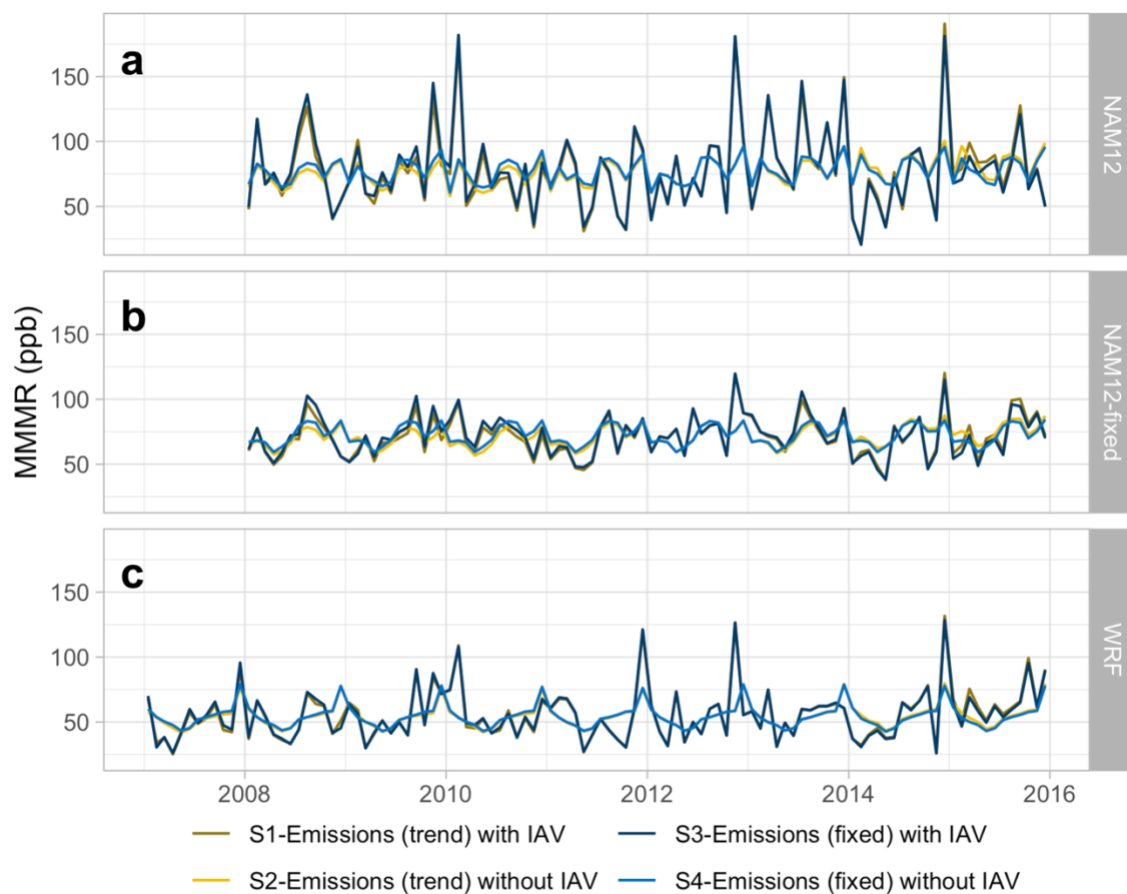 a
150
100
50
NAM12
b
150
100
50
NAM12-fixed
MMMR (ppb)
c
150
100
50
WRF
2008 2010 2012 2014 2016
S1-Emissions (trend) with IAV S3-Emissions (fixed) with IAV
S2-Emissions (trend) without IAV S4-Emissions (fixed) without IAV